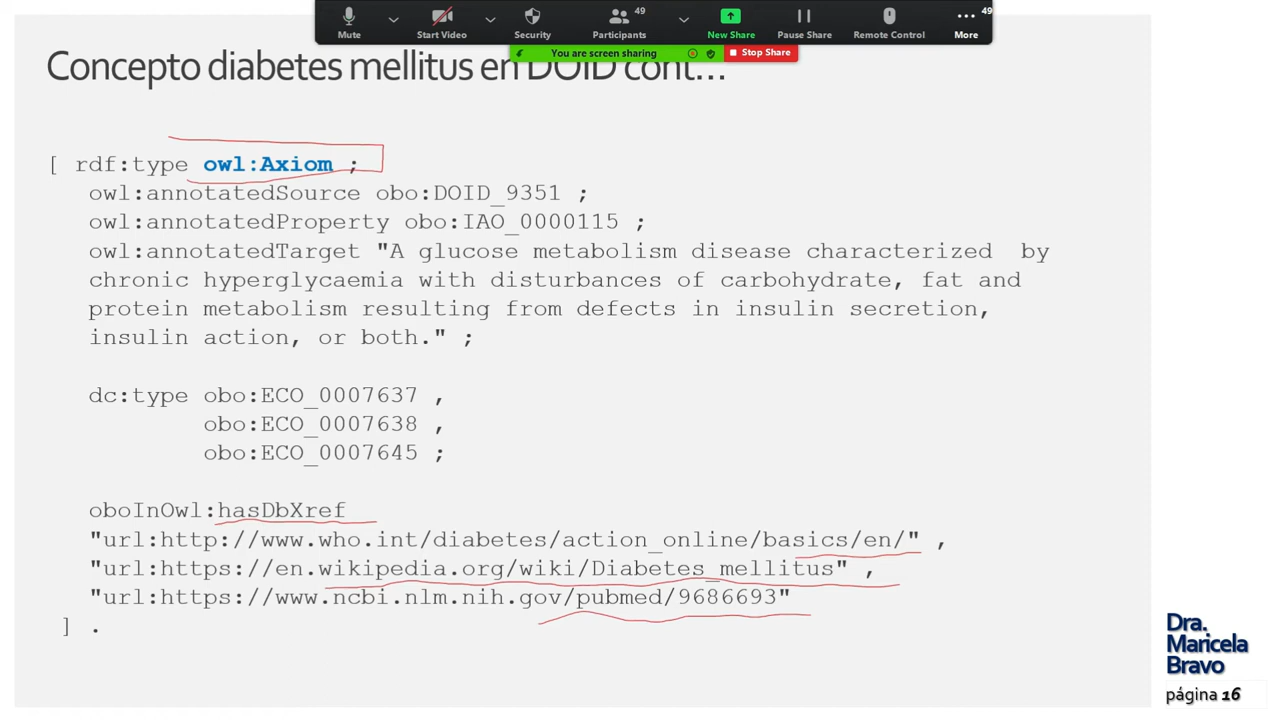 49
49
Mute
Start Video
Security
Participants
New Share
Pause Share
Remote Control
More
You are screen sharing
Stop Share
Concepto diabetes mellitus en DOID cont...
[ rdf:type owl:Axiom ;
owl:annotatedSource obo:DOID_9351 ;
owl:annotatedProperty obo:IAO_0000115 ;
owl:annotatedTarget "A glucose metabolism disease characterized by
chronic hyperglycaemia with disturbances of carbohydrate, fat and
protein metabolism resulting from defects in insulin secretion,
insulin action, or both." ;
dc:type obo:ECO_0007637 ,
obo:ECO_0007638 ,
obo:ECO_0007645 ;
oboInOwl:hasDbXref
"url:http://www.who.int/diabetes/action_online/basics/en/" ,
"url:https://en.wikipedia.org/wiki/Diabetes_mellitus" ,
"url:https://www.ncbi.nlm.nih.gov/pubmed/9686693"
] .
Dra.
Maricela
Bravo
página 16